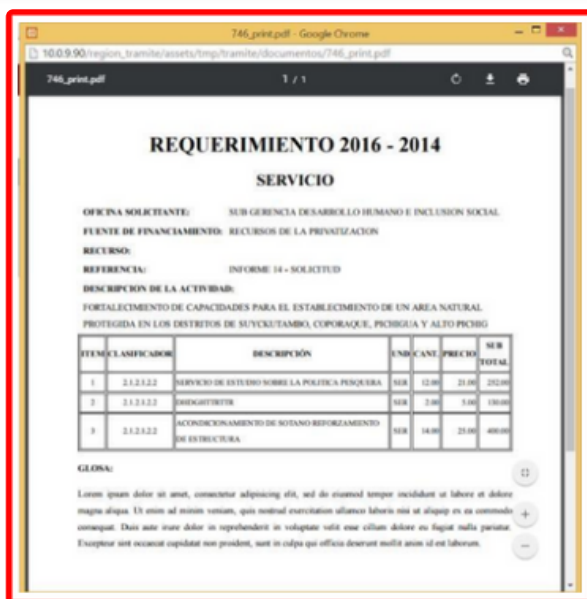 746_print.pdf - Google Chrome
10.0.9.90/region_tramite/assets/tmp/tramite/documentos/746_print.pdf
746_print.pdf 1 / 1
REQUERIMIENTO 2016 - 2014
SERVICIO
OFICINA SOLICITANTE: SUB GERENCIA DESARROLLO HUMANO E INCLUSION SOCIAL
FUENTE DE FINANCIAMIENTO: RECURSOS DE LA PRIVATIZACION
RECURSO:
REFERENCIA: INFORME 14 - SOLICITUD
DESCRIPCION DE LA ACTIVIDAD:
FORTALECIMIENTO DE CAPACIDADES PARA EL ESTABLECIMIENTO DE UN AREA NATURAL
PROTEGIDA EN LOS DISTRITOS DE SUYCKUTAMBO, COPORAQUE, PICHIGUA Y ALTO PICHIG
ITEM CLASIFICADOR DESCRIPCIÓN UND CANT. PRECIO SUB TOTAL
1 2.1.2.1.2.2 SERVICIO DE ESTUDIO SOBRE LA POLITICA PESQUERA SER 12.00 21.00 252.00
2 2.1.2.1.2.2 SER 2.00
3 2.1.2.1.2.2 ACONDICIONAMIENTO DE SOTANO REFORZAMIENTO SER 14.00 25.00 400.00
DE ESTRUCTURA
GLOSA:
Lorem ipsum dolor sit amet, consectetur adipisicing elit, sed do eiusmod tempor incididunt ut labore et dolore
magna aliqua. Ut enim ad minim veniam, quis nostrud exercitation ullamco laboris nisi ut aliquip ex ea commodo
consequat. Duis aute irure dolor in reprehenderit in voluptate velit esse cillum dolore eu fugiat nulla pariatur.
Excepteur sint occaecat cupidatat non proident, sunt in culpa qui officia deserunt mollit anim id est laborum.